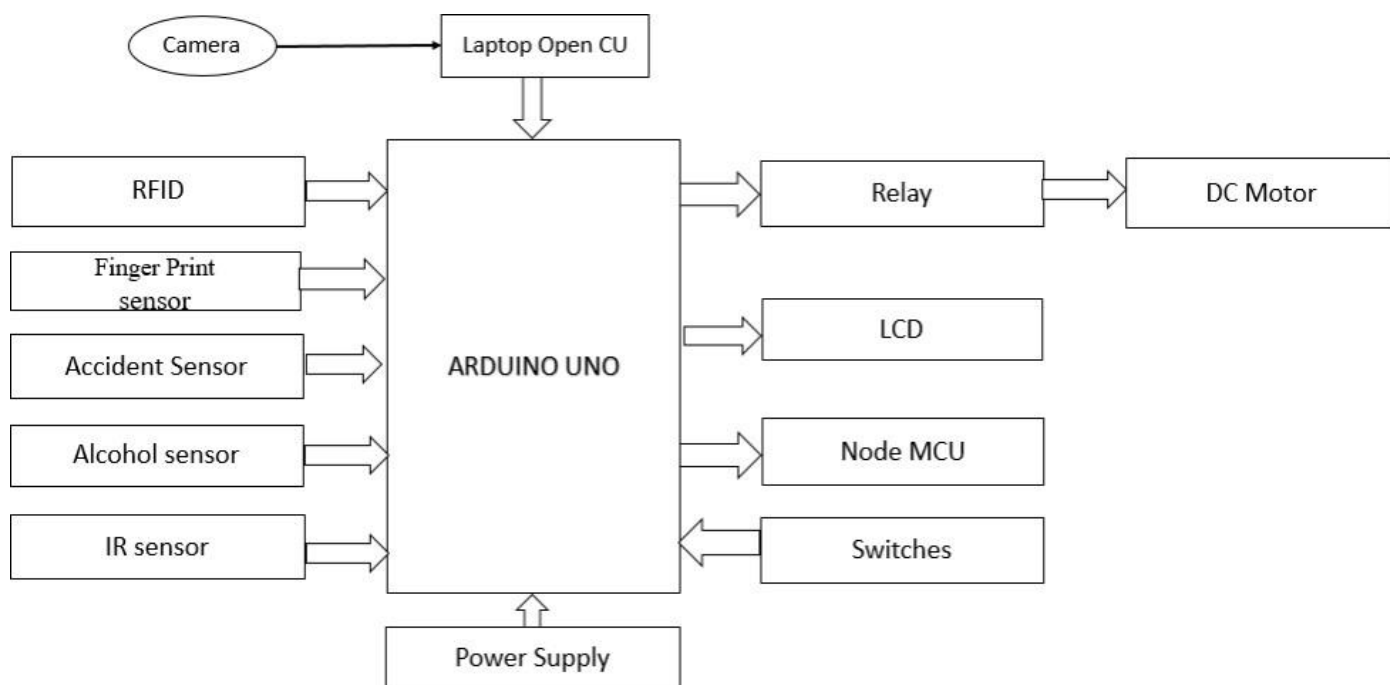 Camera
Laptop Open CU
RFID
Relay
DC Motor
Finger Print
sensor
ARDUINO UNO
LCD
Accident Sensor
Alcohol sensor
Node MCU
IR sensor
Switches
Power Supply